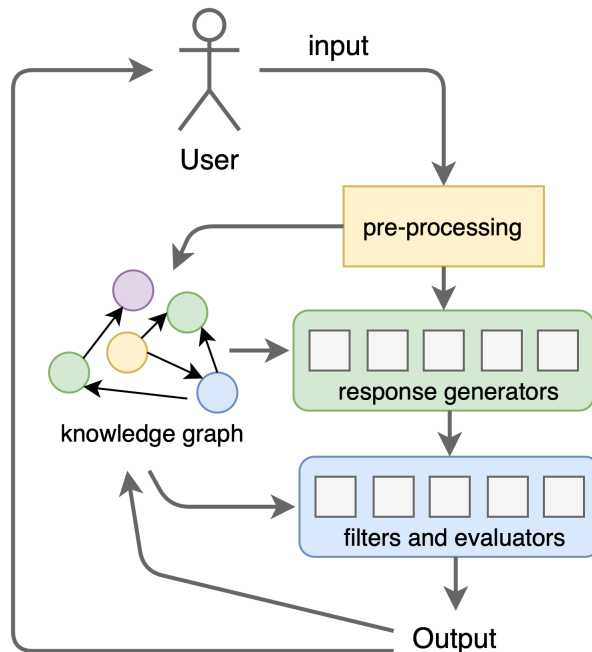 input
User
pre-processing
response generators
knowledge graph
filters and evaluators
Output